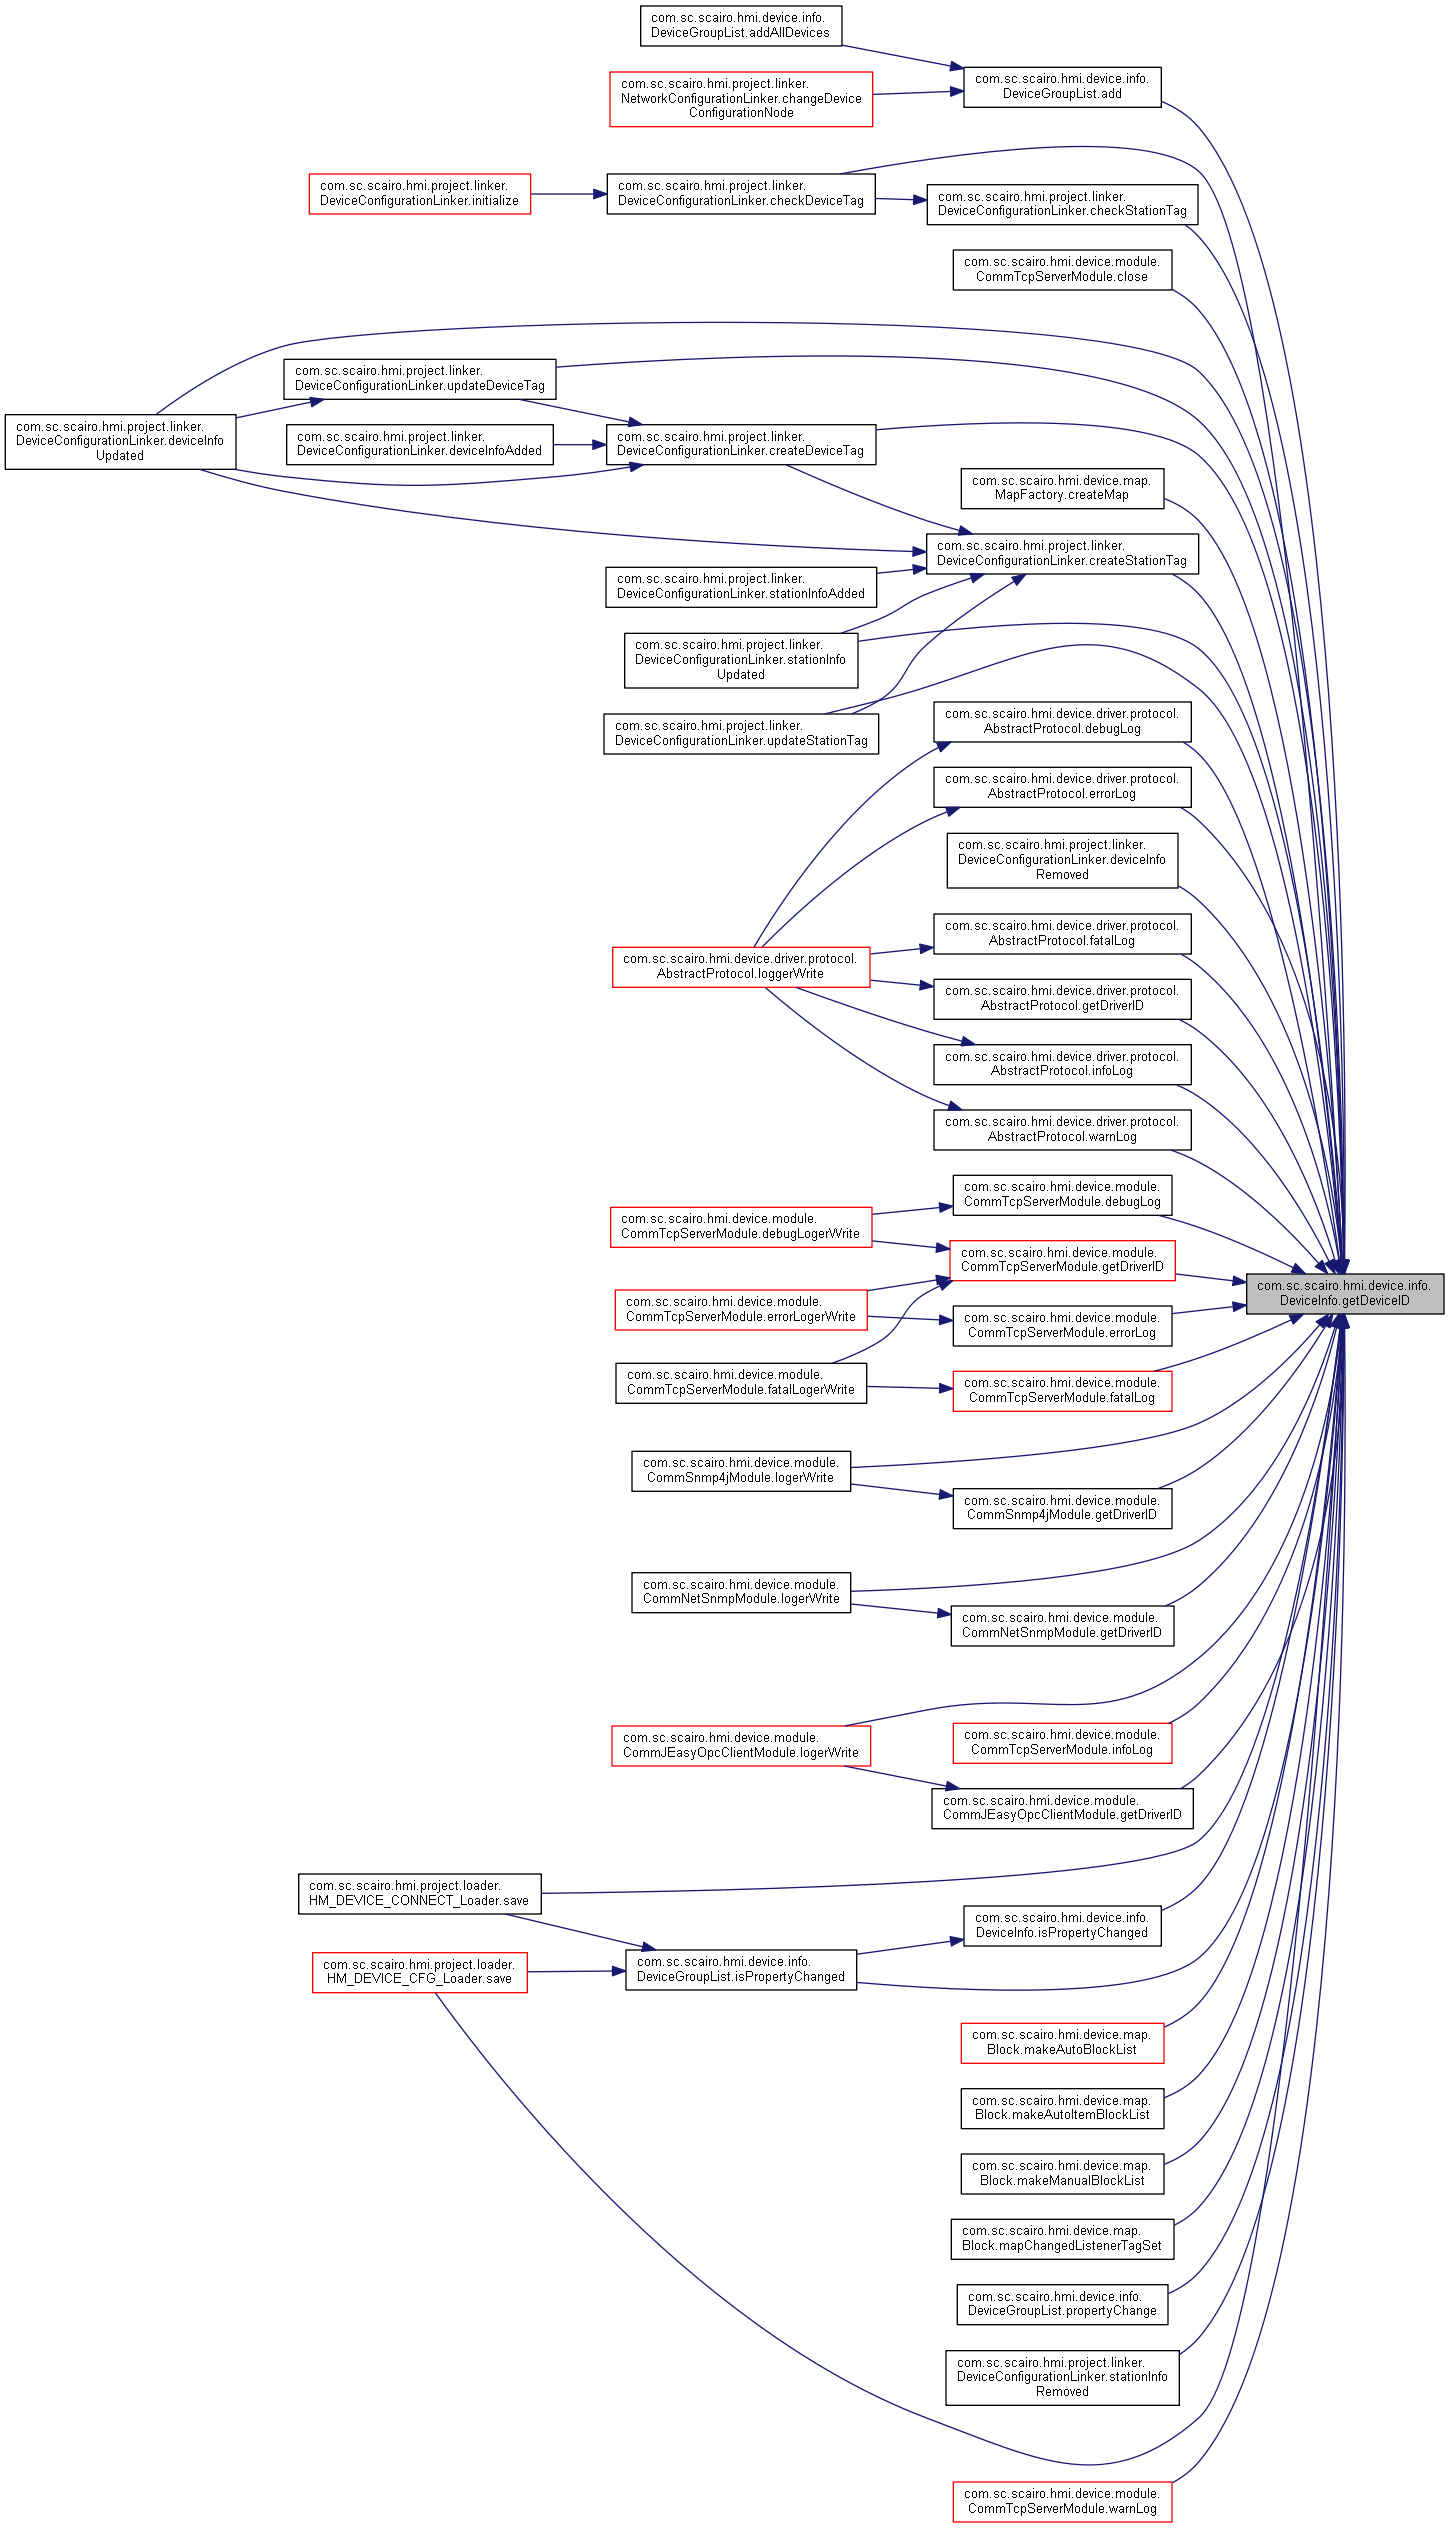 com.sc.scairo.hmi.device.info.
DeviceGroupList.addAllDevices
com.sc.scairo.hmi.device.info.
DeviceGroupList.add
com.sc.scairo.hmi.project.linker.
NetworkConfigurationLinker.changeDevice
ConfigurationNode
com.sc.scairo.hmi.project.linker.
DeviceConfigurationLinker.initialize
com.sc.scairo.hmi.project.linker.
DeviceConfigurationLinker.checkDeviceTag
com.sc.scairo.hmi.project.linker.
DeviceConfigurationLinker.checkStationTag
com.sc.scairo.hmi.device.module.
CommTcpServerModule.close
com.sc.scairo.hmi.project.linker.
DeviceConfigurationLinker.updateDeviceTag
com.sc.scairo.hmi.project.linker.
DeviceConfigurationLinker.deviceInfo
Updated
com.sc.scairo.hmi.project.linker.
DeviceConfigurationLinker.deviceInfoAdded
com.sc.scairo.hmi.project.linker.
DeviceConfigurationLinker.createDeviceTag
com.sc.scairo.hmi.device.map.
MapFactory.createMap
com.sc.scairo.hmi.project.linker.
DeviceConfigurationLinker.createStationTag
com.sc.scairo.hmi.project.linker.
DeviceConfigurationLinker.stationInfoAdded
com.sc.scairo.hmi.project.linker.
DeviceConfigurationLinker.stationInfo
Updated
com.sc.scairo.hmi.project.linker.
DeviceConfigurationLinker.updateStationTag
com.sc.scairo.hmi.device.driver.protocol.
AbstractProtocol.debugLog
com.sc.scairo.hmi.device.driver.protocol.
AbstractProtocol.errorLog
com.sc.scairo.hmi.project.linker.
DeviceConfigurationLinker.deviceInfo
Removed
com.sc.scairo.hmi.device.driver.protocol.
AbstractProtocol.fatalLog
com.sc.scairo.hmi.device.driver.protocol.
AbstractProtocol.loggerWrite
com.sc.scairo.hmi.device.driver.protocol.
AbstractProtocol.getDriverID
com.sc.scairo.hmi.device.driver.protocol.
AbstractProtocol.infoLog
com.sc.scairo.hmi.device.driver.protocol.
AbstractProtocol.warnLog
com.sc.scairo.hmi.device.module.
CommTcpServerModule.debugLog
com.sc.scairo.hmi.device.module.
CommTcpServerModule.debugLogerWrite
com.sc.scairo.hmi.device.module.
CommTcpServerModule.getDriverID
com.sc.scairo.hmi.device.info.
DeviceInfo.getDeviceID
com.sc.scairo.hmi.device.module.
CommTcpServerModule.errorLogerWrite
com.sc.scairo.hmi.device.module.
CommTcpServerModule.errorLog
com.sc.scairo.hmi.device.module.
CommTcpServerModule.fatalLogerWrite
com.sc.scairo.hmi.device.module.
CommTcpServerModule.fatalLog
com.sc.scairo.hmi.device.module.
CommSnmp4jModule.logerWrite
com.sc.scairo.hmi.device.module.
CommSnmp4jModule.getDriverID
com.sc.scairo.hmi.device.module.
CommNetSnmpModule.logerWrite
com.sc.scairo.hmi.device.module.
CommNetSnmpModule.getDriverID
com.sc.scairo.hmi.device.module.
CommJEasyOpcClientModule.logerWrite
com.sc.scairo.hmi.device.module.
CommTcpServerModule.infoLog
com.sc.scairo.hmi.device.module.
CommJEasyOpcClientModule.getDriverID
com.sc.scairo.hmi.project.loader.
HM_DEVICE_CONNECT_Loader.save
com.sc.scairo.hmi.device.info.
DeviceInfo.isPropertyChanged
com.sc.scairo.hmi.project.loader.
HM_DEVICE_CFG_Loader.save
com.sc.scairo.hmi.device.info.
DeviceGroupList.isPropertyChanged
com.sc.scairo.hmi.device.map.
Block.makeAutoBlockList
com.sc.scairo.hmi.device.map.
Block.makeAutoItemBlockList
com.sc.scairo.hmi.device.map.
Block.makeManualBlockList
com.sc.scairo.hmi.device.map.
Block.mapChangedListenerTagSet
com.sc.scairo.hmi.device.info.
DeviceGroupList.propertyChange
com.sc.scairo.hmi.project.linker.
DeviceConfigurationLinker.stationInfo
Removed
com.sc.scairo.hmi.device.module.
CommTcpServerModule.warnLog